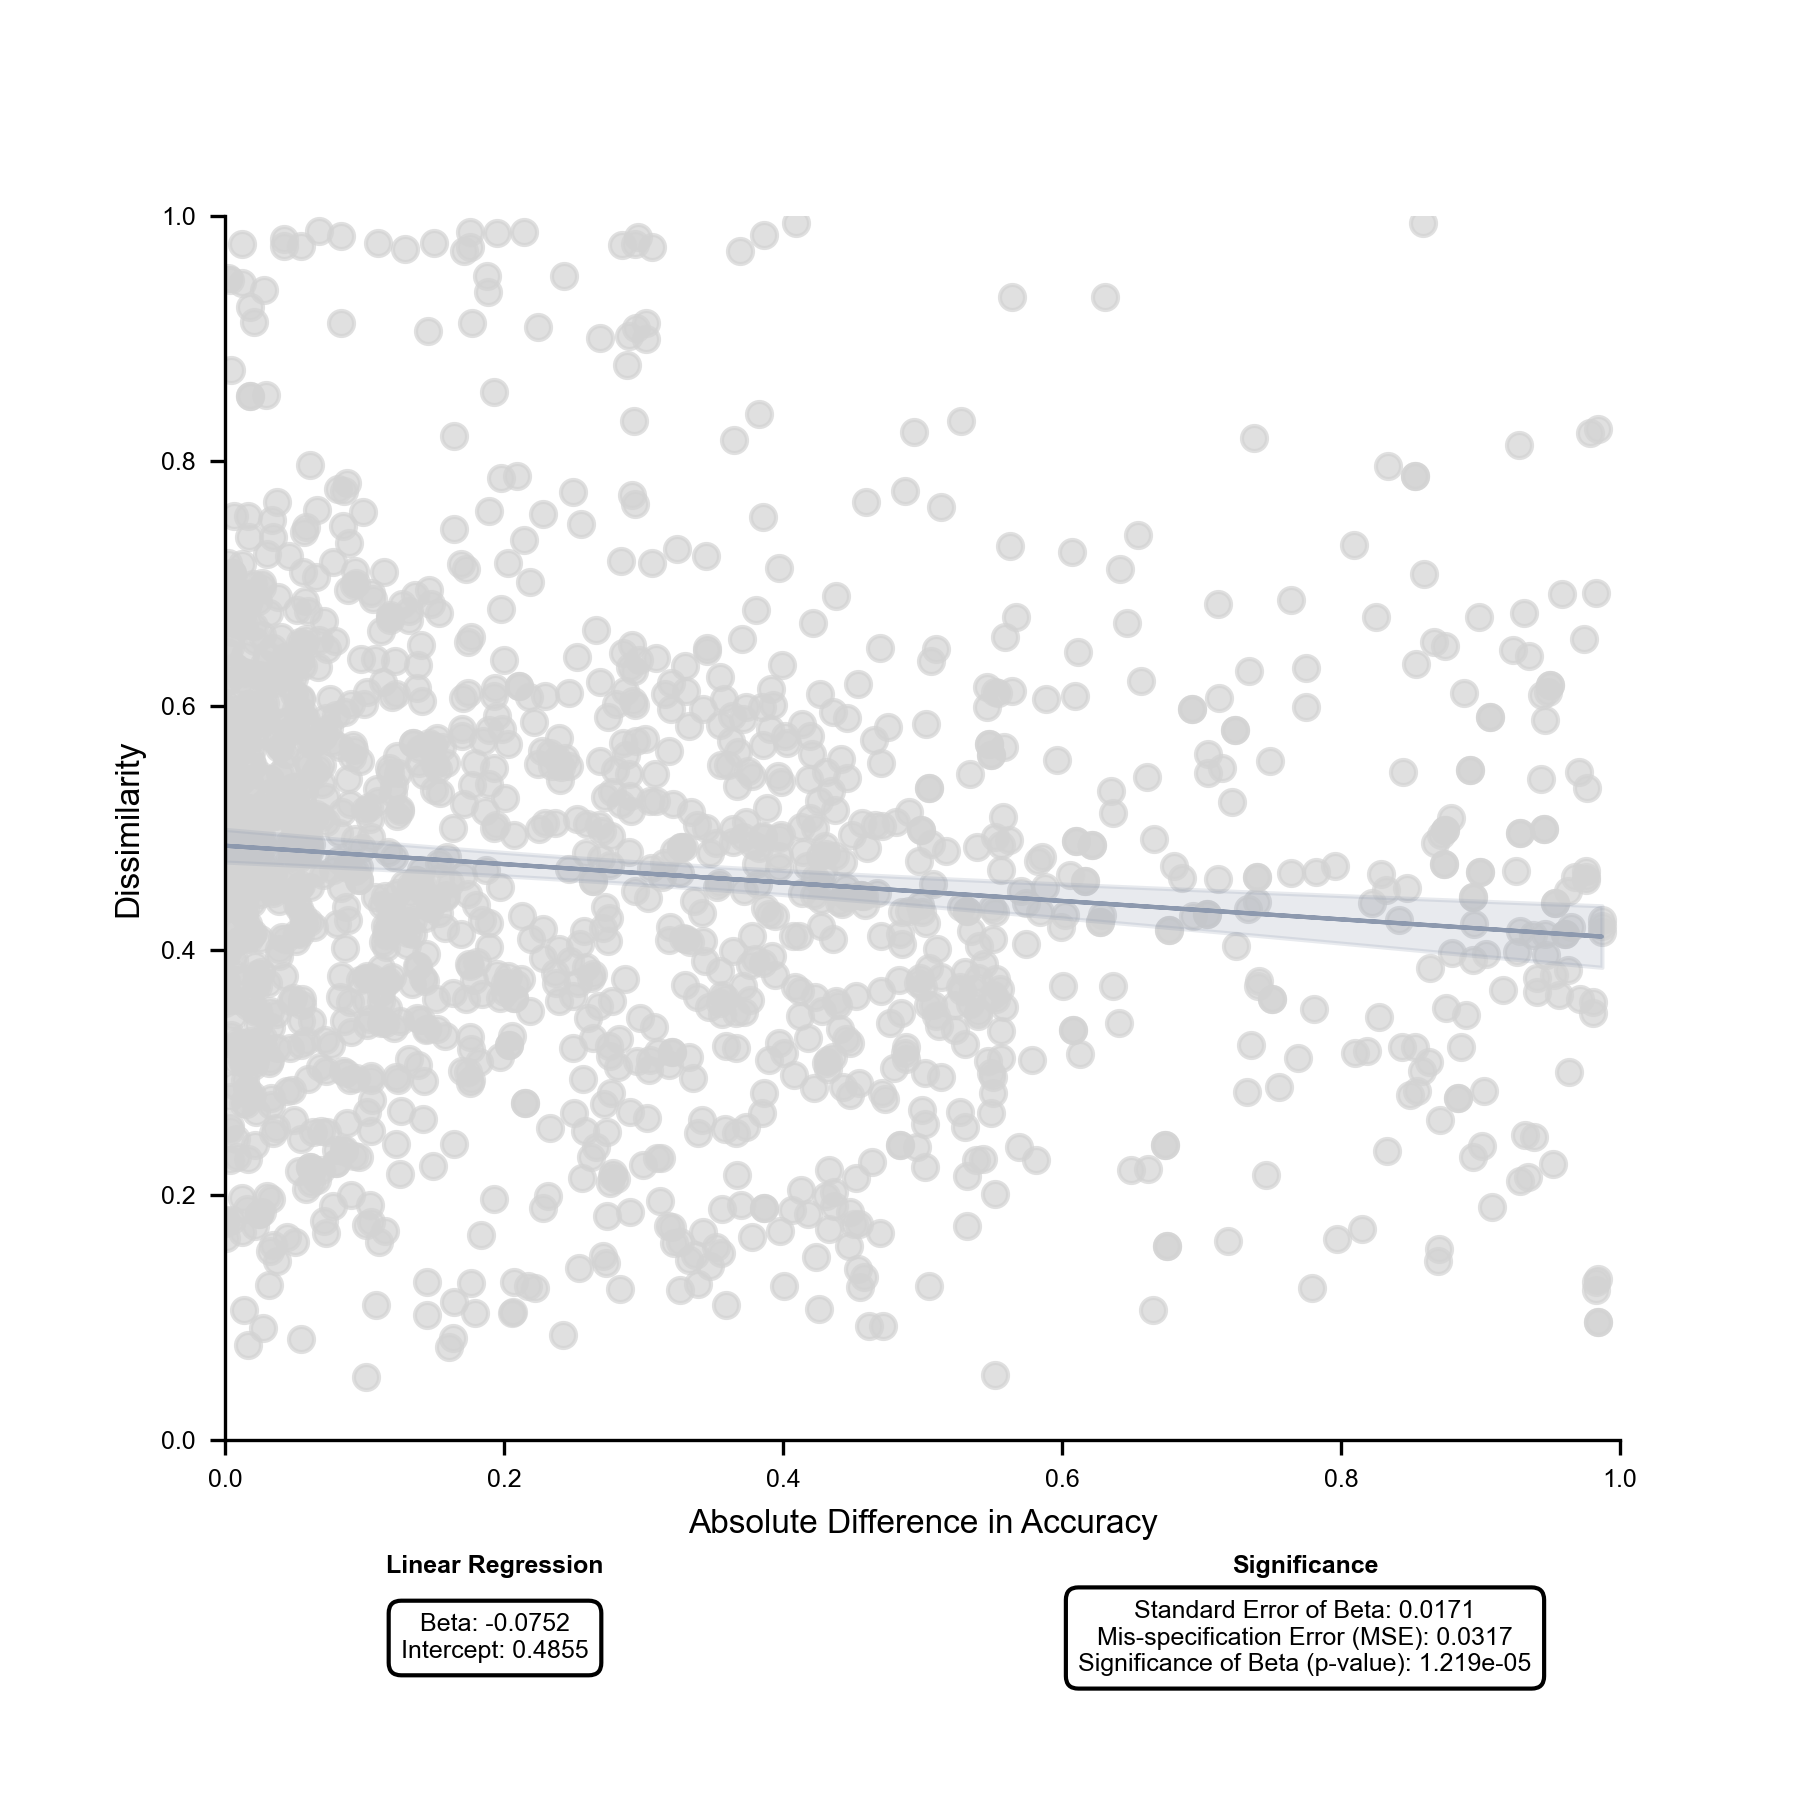 1.0
0.8
0.6
0.4
0.2
0.0
Dissimilarity
0.0 0.2 0.4 0.6 0.8 1.0
Absolute Difference in Accuracy
Linear Regression
Beta: -0.0752
Intercept: 0.4855
Significance
Standard Error of Beta: 0.0171
Mis-specification Error (MSE): 0.0317
Significance of Beta (p-value): 1.219e-05